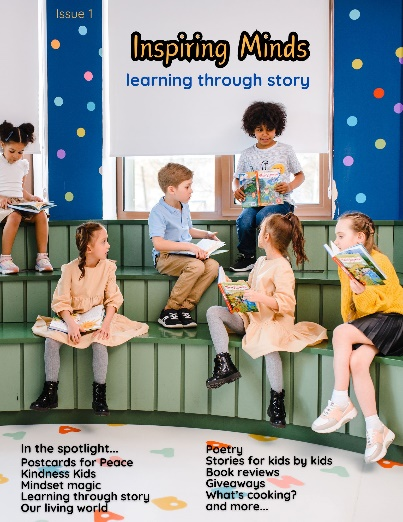 Issue 1
Inspiring Minds
learning through story
In the spotlight...
Postcards for Peace
Kindness Kids
Mindset magic
Learning through story
Our living world
Poetry
Stories for kids by kids
Book reviews
Giveaways
What's cooking?
and more...